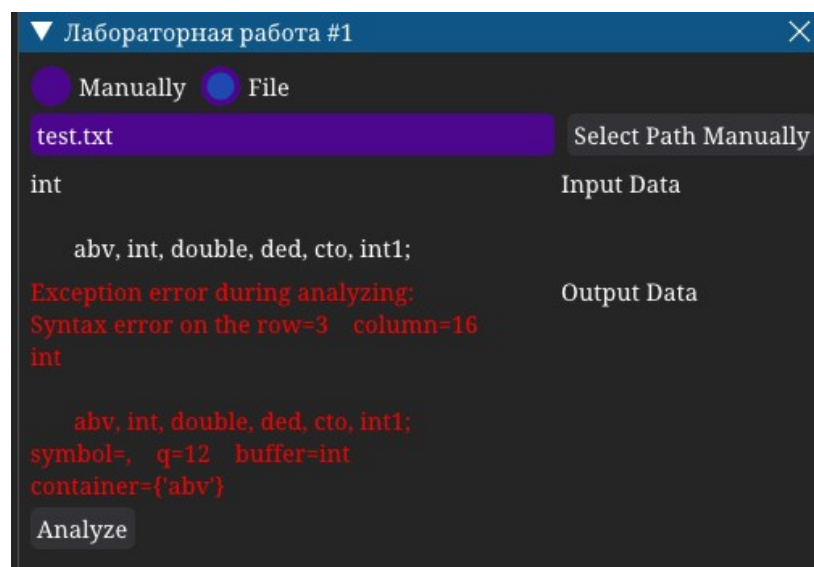 Лабораторная работа #1
Manually File
test.txt Select Path Manually
int Input Data
abv, int, double, ded, cto, int1;
Exception error during analyzing: Output Data
Syntax error on the row=3 column=16
int
abv, int, double, ded, cto, int1;
symbol=, q=12 buffer=int
container={'abv'}
Analyze